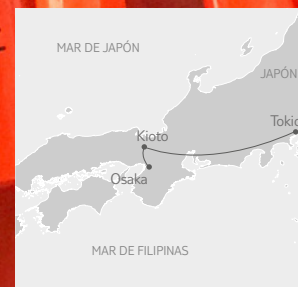 MAR DE JAPÓN
JAPÓN
Tokio
Kioto
Osaka
MAR DE FILIPINAS